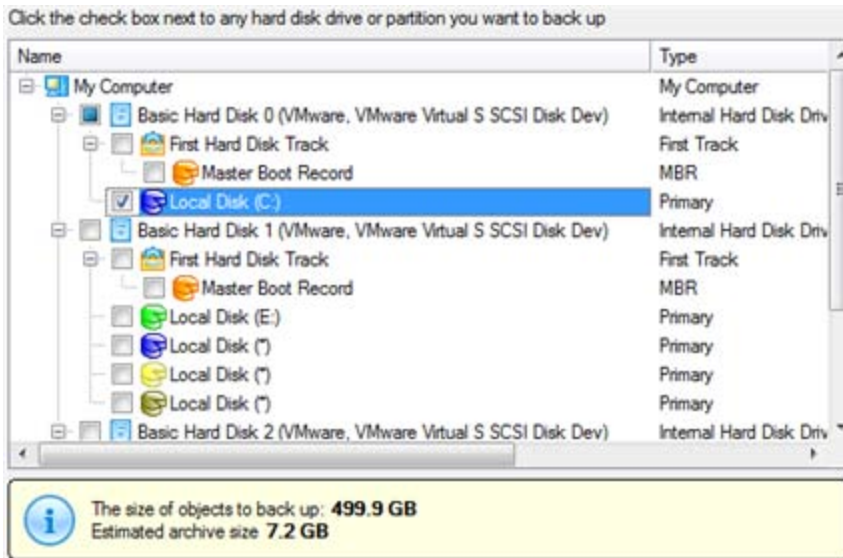 Click the check box next to any hard disk drive or partition you want to back up
Name Type
My Computer My Computer
Basic Hard Disk 0 (VMware, VMware Virtual S SCSI Disk Dev) Internal Hard Disk Driv
First Hard Disk Track First Track
Master Boot Record MBR
Local Disk (C:) Primary
Basic Hard Disk 1 (VMware, VMware Virtual S SCSI Disk Dev) Internal Hard Disk Driv
First Hard Disk Track First Track
Master Boot Record MBR
Local Disk (E:) Primary
Local Disk (*) Primary
Local Disk (*) Primary
Local Disk (*) Primary
Basic Hard Disk 2 (VMware, VMware Virtual S SCSI Disk Dev) Internal Hard Disk Driv
The size of objects to back up: 499.9 GB
Estimated archive size 7.2 GB